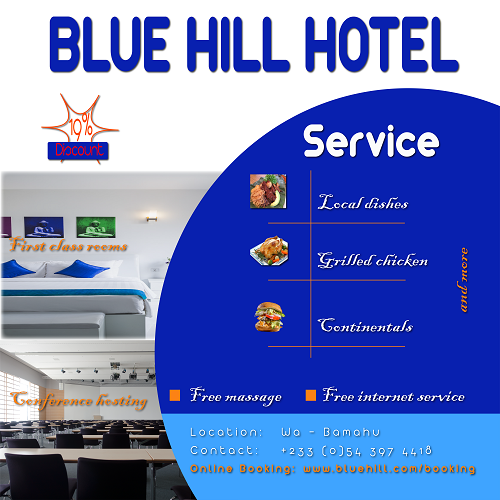 BLUE HILL HOTEL
19%
Discount
Service
Local dishes
First class rooms
Grilled chicken
and more
Continentals
Conference hosting
Free massage
Free internet service
Location: Wa - Bamahu
Contact: +233 (0)54 397 4418
Online Booking: www.bluehill.com/booking